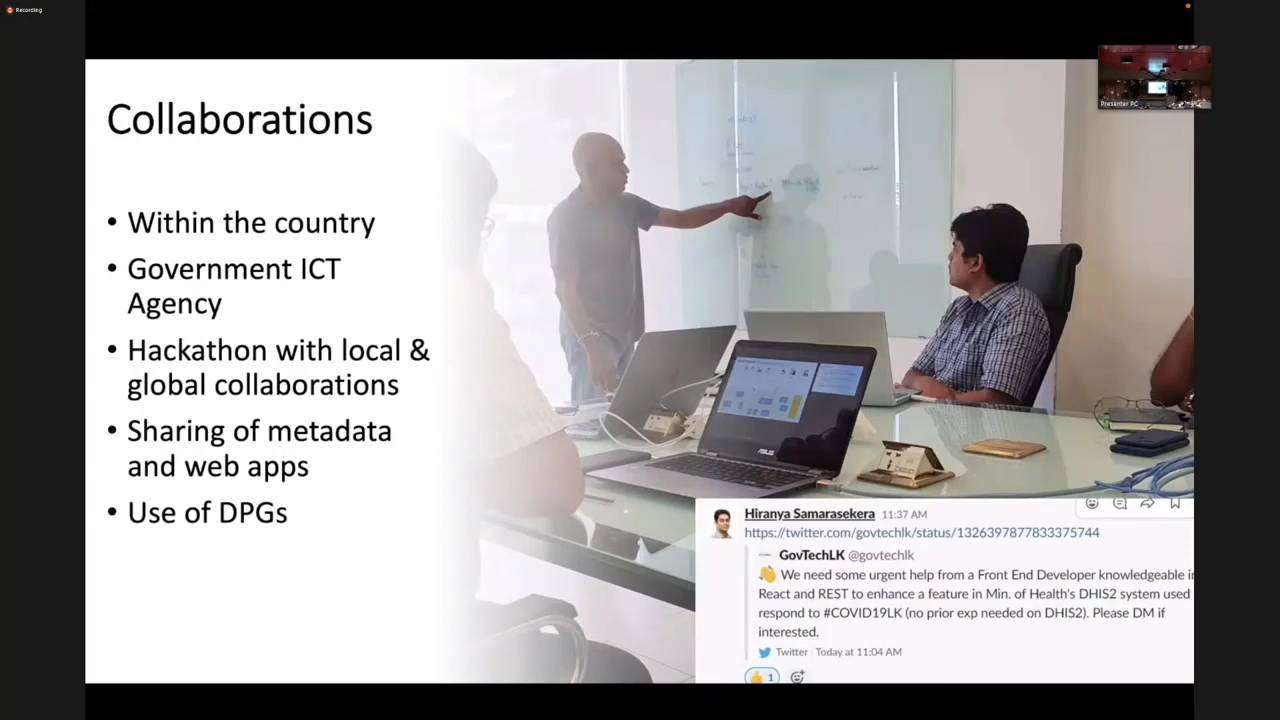 Recording
Presenter PC
Collaborations
• Within the country
• Government ICT
Agency
• Hackathon with local &
global collaborations
• Sharing of metadata
and web apps
• Use of DPGs
ASUS
Hiranya Samarasekera 11:37 AM
https://twitter.com/govtechlk/status/1326397877833375744
GovTechLK @govtechlk
👏 We need some urgent help from a Front End Developer knowledgeable in
React and REST to enhance a feature in Min. of Health's DHIS2 system used
respond to #COVID19LK (no prior exp needed on DHIS2). Please DM if
interested.
Twitter Today at 11:04 AM
👍 1